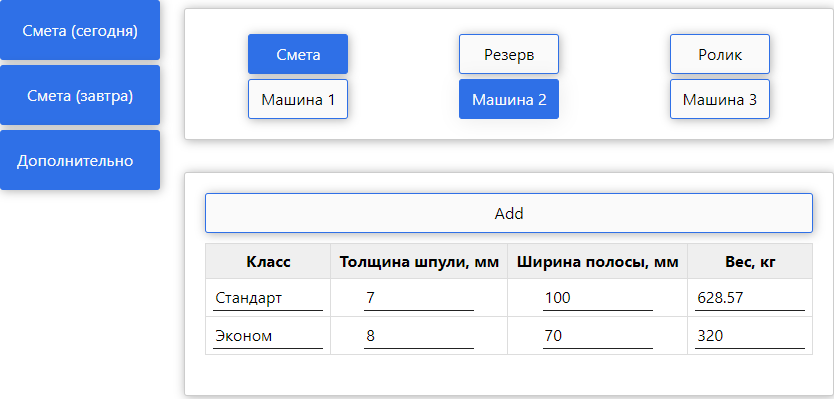 Смета (сегодня)
Смета (завтра)
Дополнительно
Смета Резерв Ролик
Машина 1 Машина 2 Машина 3
Add
Класс Толщина шпули, мм Ширина полосы, мм Вес, кг
Стандарт 7 100 628.57
Эконом 8 70 320